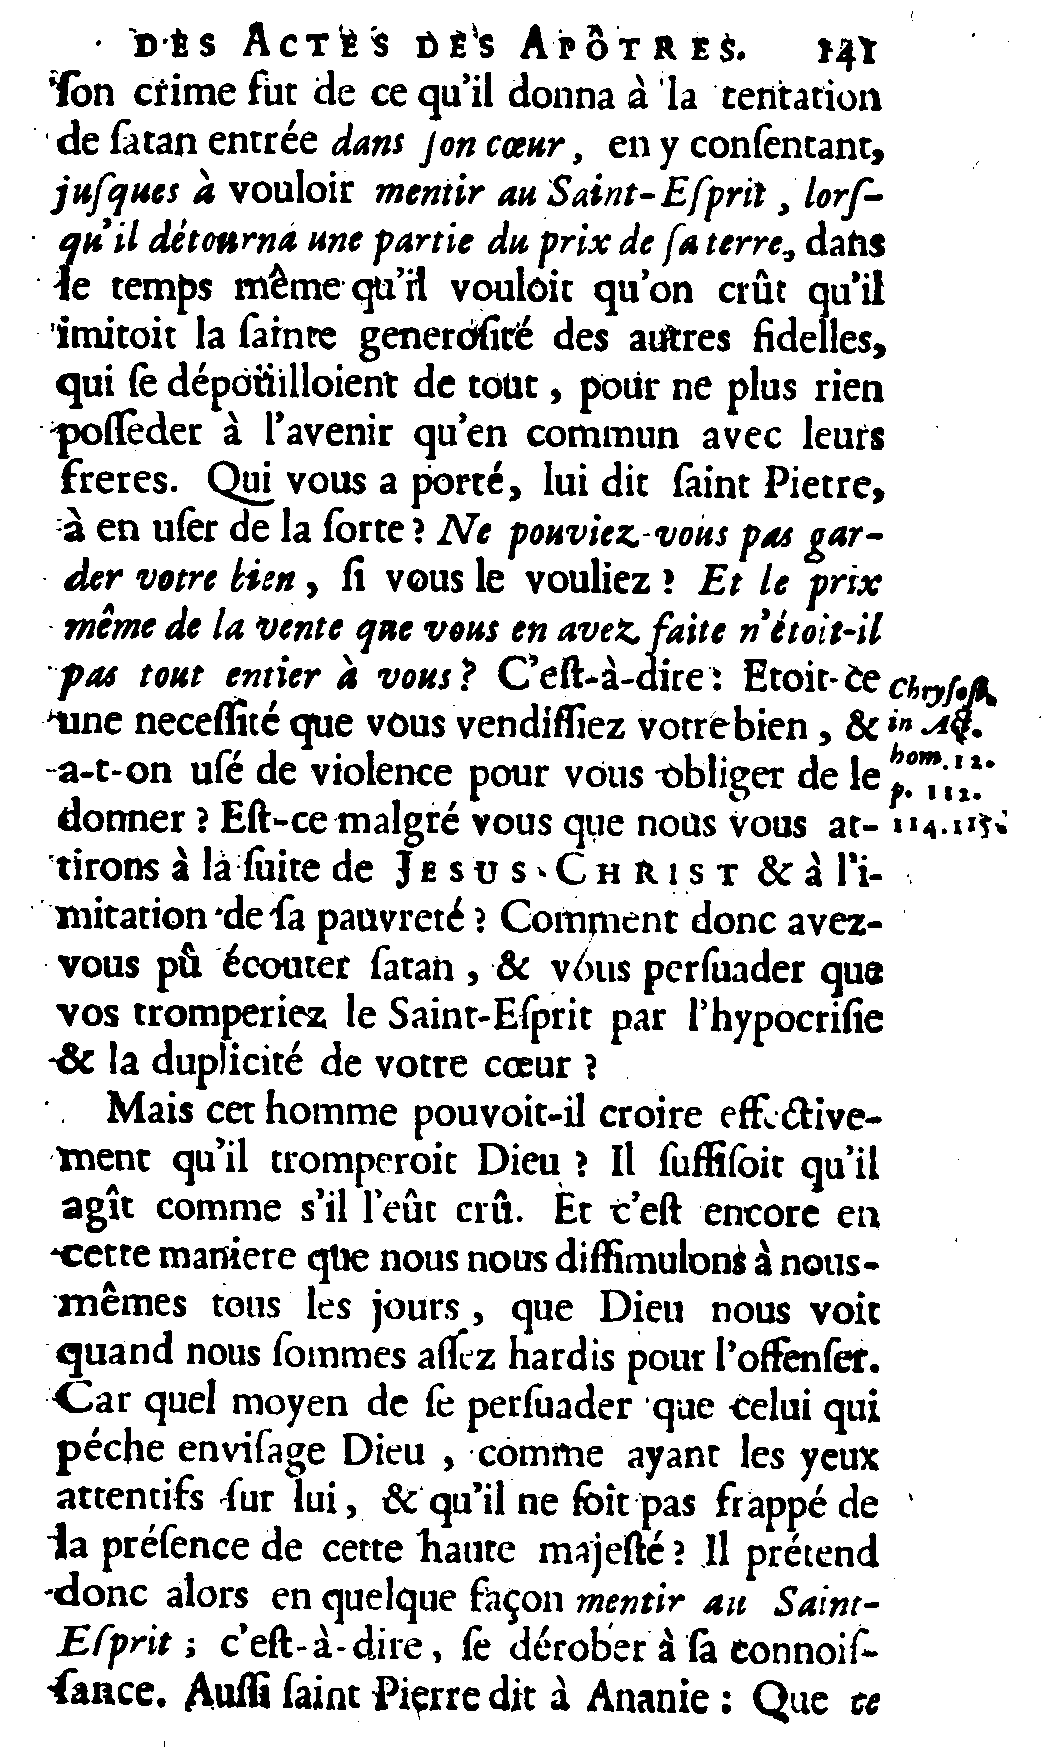 DES ACTES DES APÔTRES. 141
ſon crime fut de ce qu'il donna à la tentation
de ſatan entrée dans ſon cœur, en y conſentant,
juſques à vouloir mentir au Saint-Eſprit, lorſ-
qu'il détourna une partie du prix de ſa terre, dans
le temps même qu'il vouloit qu'on crût qu'il
imitoit la ſainte generoſité des autres fidelles,
qui ſe dépoüilloient de tout, pour ne plus rien
poſſeder à l'avenir qu'en commun avec leurs
freres. Qui vous a porté, lui dit ſaint Pierre,
à en uſer de la ſorte? Ne pouviez-vous pas gar-
der votre bien, ſi vous le vouliez? Et le prix
même de la vente que vous en avez faite n'étoit-il
pas tout entier à vous? C'eſt-à-dire: Etoit-ce
une neceſſité que vous vendiſſiez votre bien, &
a-t-on uſé de violence pour vous obliger de le
donner? Eſt-ce malgré vous que nous vous at-
tirons à la ſuite de JESUS-CHRIST & à l'i-
mitation de ſa pauvreté? Comment donc avez-
vous pû écouter ſatan, & vous perſuader que
vos tromperiez le Saint-Eſprit par l'hypocriſie
& la duplicité de votre cœur?
Mais cet homme pouvoit-il croire effective-
ment qu'il tromperoit Dieu? Il ſuffiſoit qu'il
agît comme s'il l'eût crû. Et c'eſt encore en
cette maniere que nous nous diſſimulons à nous-
mêmes tous les jours, que Dieu nous voit
quand nous ſommes aſſez hardis pour l'offenſer.
Car quel moyen de ſe perſuader que celui qui
péche enviſage Dieu, comme ayant les yeux
attentifs ſur lui, & qu'il ne ſoit pas frappé de
la préſence de cette haute majeſté? Il prétend
donc alors en quelque façon mentir au Saint-
Eſprit; c'eſt-à-dire, ſe dérober à ſa connoiſ-
ſance. Auſſi ſaint Pierre dit à Ananie: Que ce
Chryſoſt.
in Act.
hom. 12.
p. 112.
114. 115.